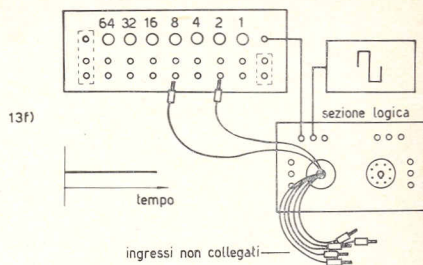 64 32 16 8 4 2 1
sezione logica
13f)
tempo
ingressi non collegati